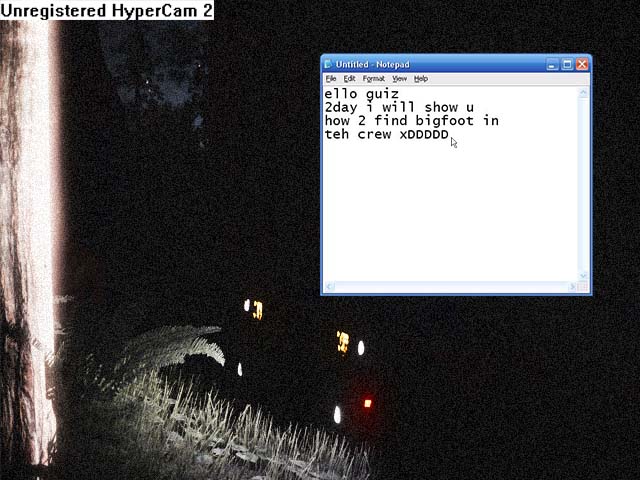 Unregistered HyperCam 2
Untitled - Notepad
File Edit Format View Help
ello guiz
2day i will show u
how 2 find bigfoot in
teh crew xDDDDD